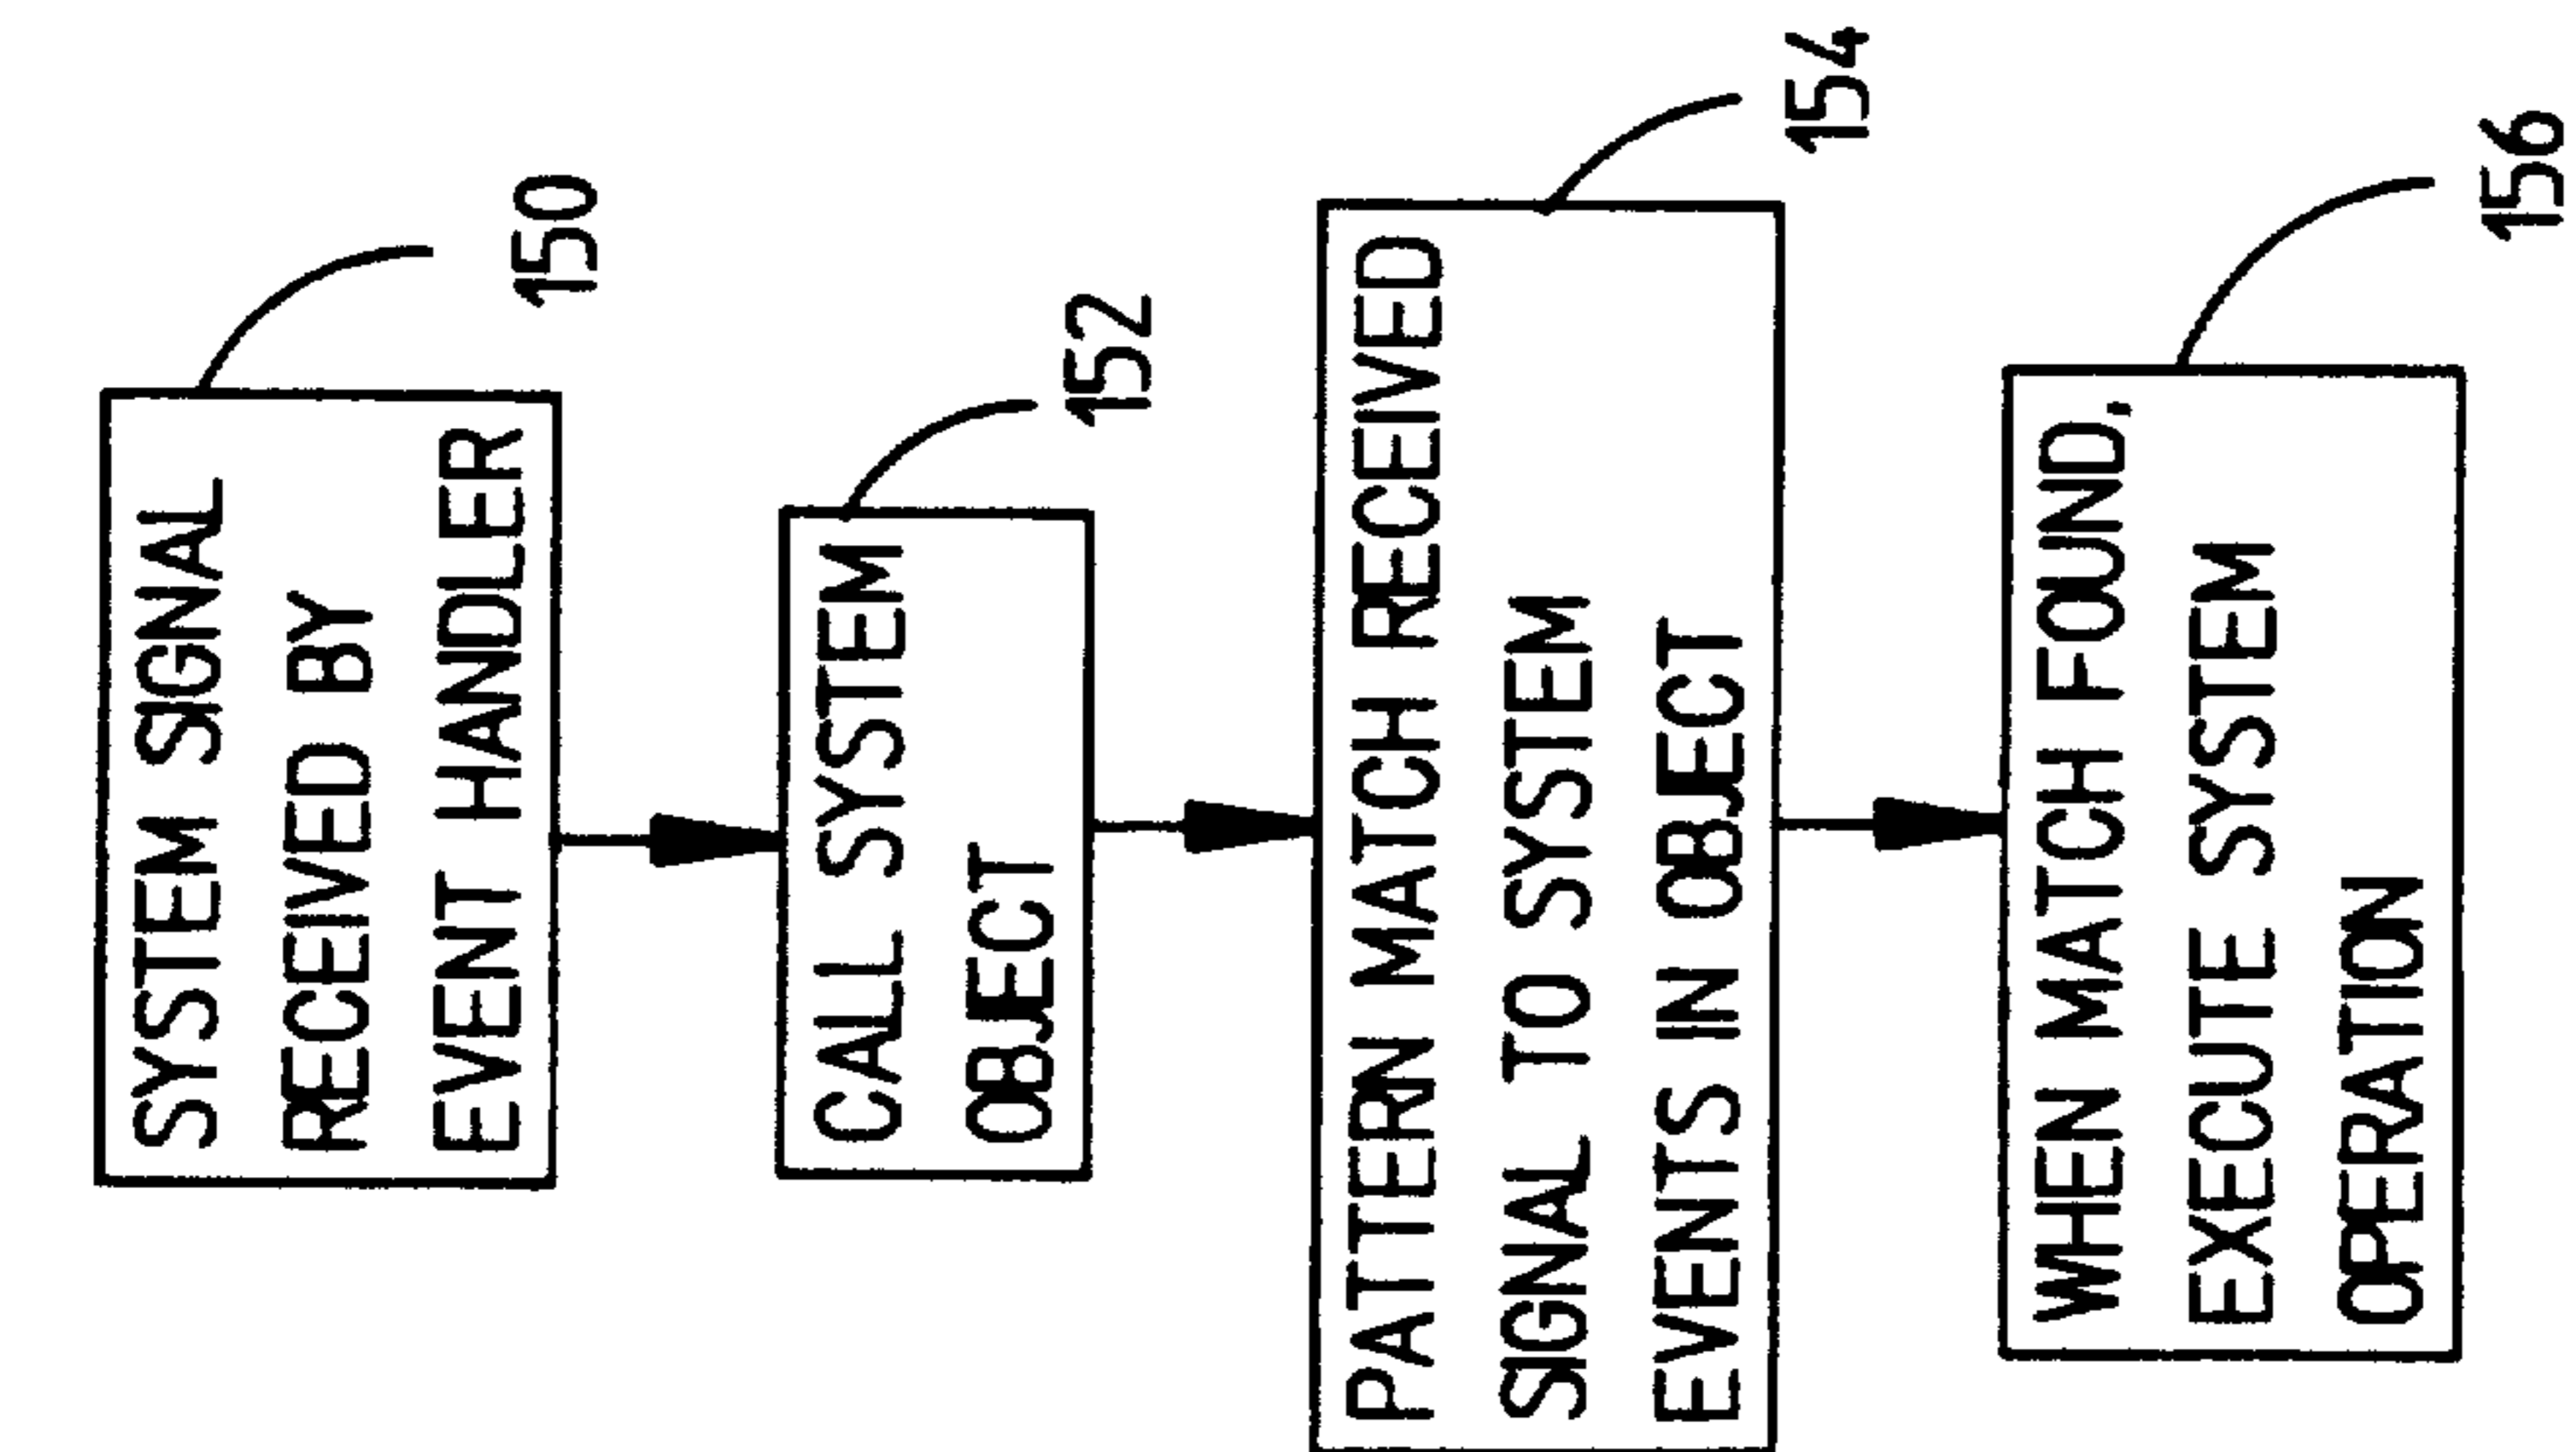 SYSTEM SIGNAL
RECEIVED BY
EVENT HANDLER
150
CALL SYSTEM
OBJECT
152
PATTERN MATCH RECEIVED
SIGNAL TO SYSTEM
EVENTS IN OBJECT
154
WHEN MATCH FOUND,
EXECUTE SYSTEM
OPERATION
156